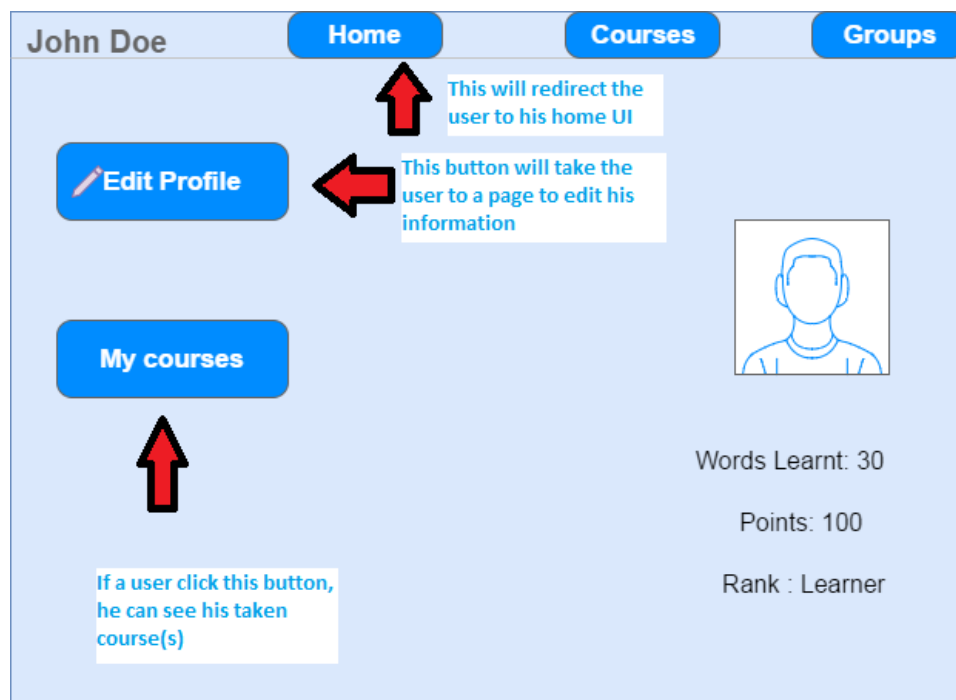 John Doe
Home
Courses
Groups
This will redirect the
user to his home UI
Edit Profile
This button will take the
user to a page to edit his
information
My courses
Words Learnt: 30
Points: 100
Rank : Learner
If a user click this button,
he can see his taken
course(s)